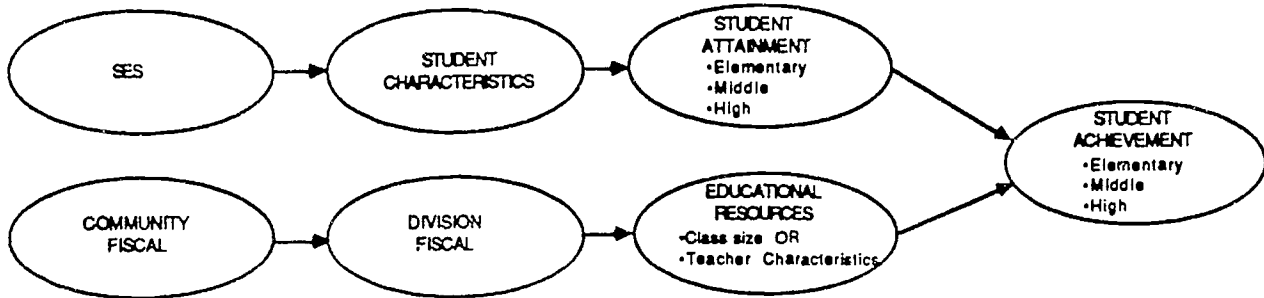 SES
STUDENT
CHARACTERISTICS
STUDENT
ATTAINMENT
•Elementary
•Middle
•High
STUDENT
ACHIEVEMENT
•Elementary
•Middle
•High
COMMUNITY
FISCAL
DIVISION
FISCAL
EDUCATIONAL
RESOURCES
•Class size OR
•Teacher Characteristics